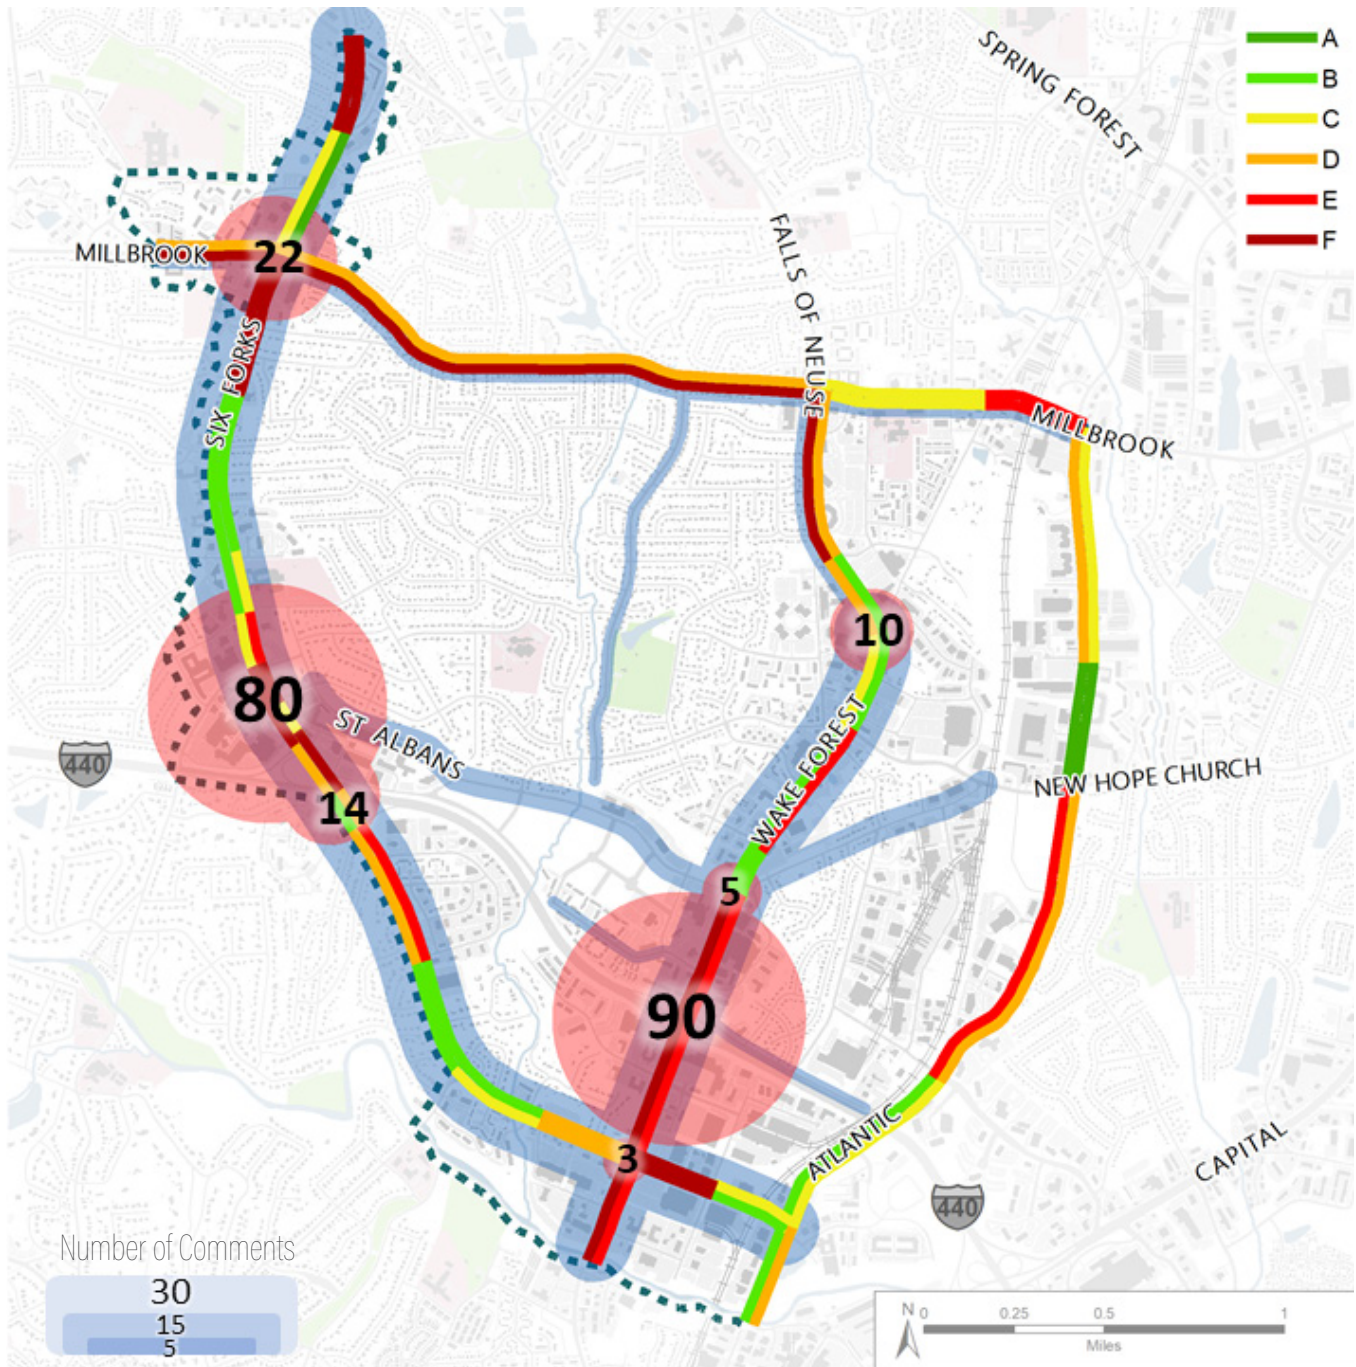 A
B
C
D
E
F
SPRING FOREST
MILLBROOK
22
FALLS OF NEUSE
SIX FORKS
MILLBROOK
10
80
ST ALBANS
440
14
WAKE FOREST
NEW HOPE CHURCH
5
90
3
ATLANTIC
CAPITAL
440
Number of Comments
30
15
5
N
0 0.25 0.5 1
Miles